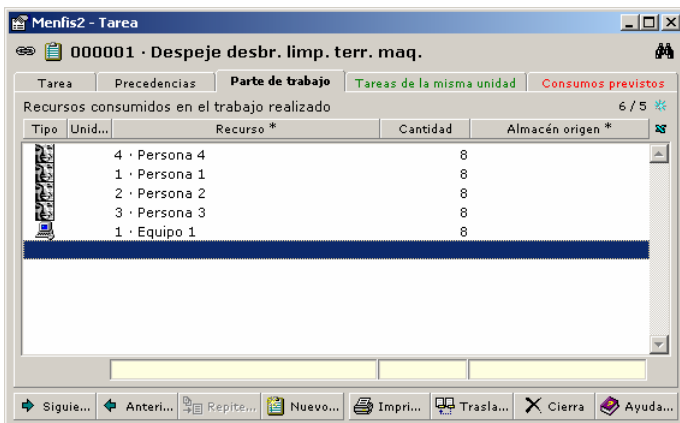 Menfis2 - Tarea
000001 · Despeje desbr. limp. terr. maq.
Tarea Precedencias Parte de trabajo Tareas de la misma unidad Consumos previstos
Recursos consumidos en el trabajo realizado 6 / 5
Tipo Unid... Recurso * Cantidad Almacén origen *
4 · Persona 4 8
1 · Persona 1 8
2 · Persona 2 8
3 · Persona 3 8
1 · Equipo 1 8
Siguie... Anteri... Repite... Nuevo... Impri... Trasla... Cierra Ayuda...